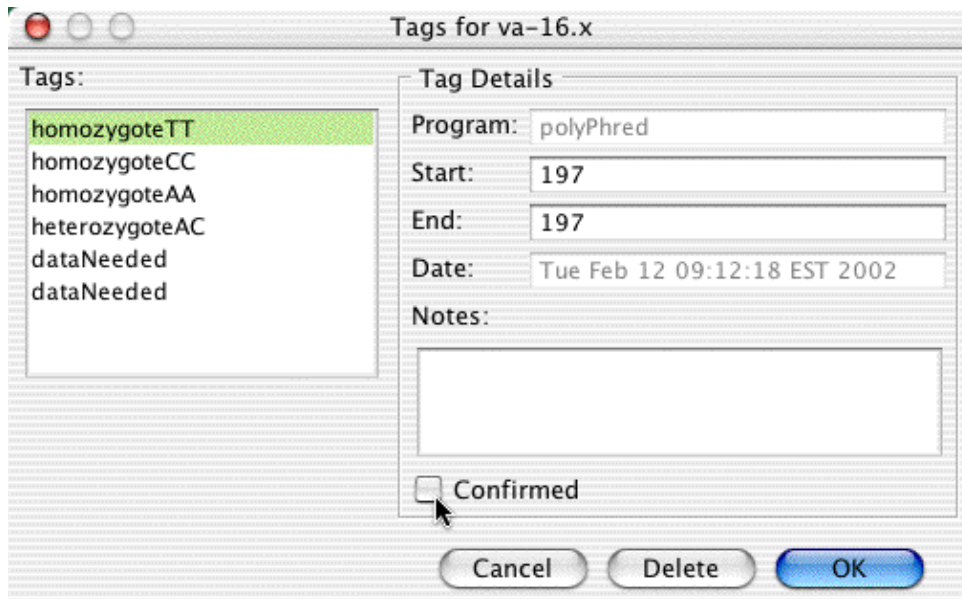 Tags for va-16.x
Tags:
homozygoteTT
homozygoteCC
homozygoteAA
heterozygoteAC
dataNeeded
dataNeeded
Tag Details
Program: polyPhred
Start: 197
End: 197
Date: Tue Feb 12 09:12:18 EST 2002
Notes:
Confirmed
Cancel Delete OK